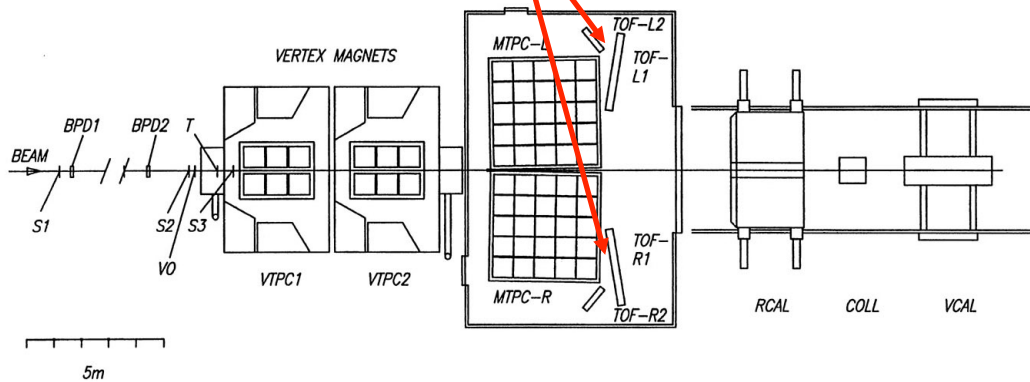 TOF-L2
MTPC-L
VERTEX MAGNETS
TOF-
L1
BPD1
BPD2
T
BEAM
S1
S2
S3
V0
TOF-
R1
VTPC1
VTPC2
MTPC-R
TOF-R2
RCAL
COLL
VCAL
5m